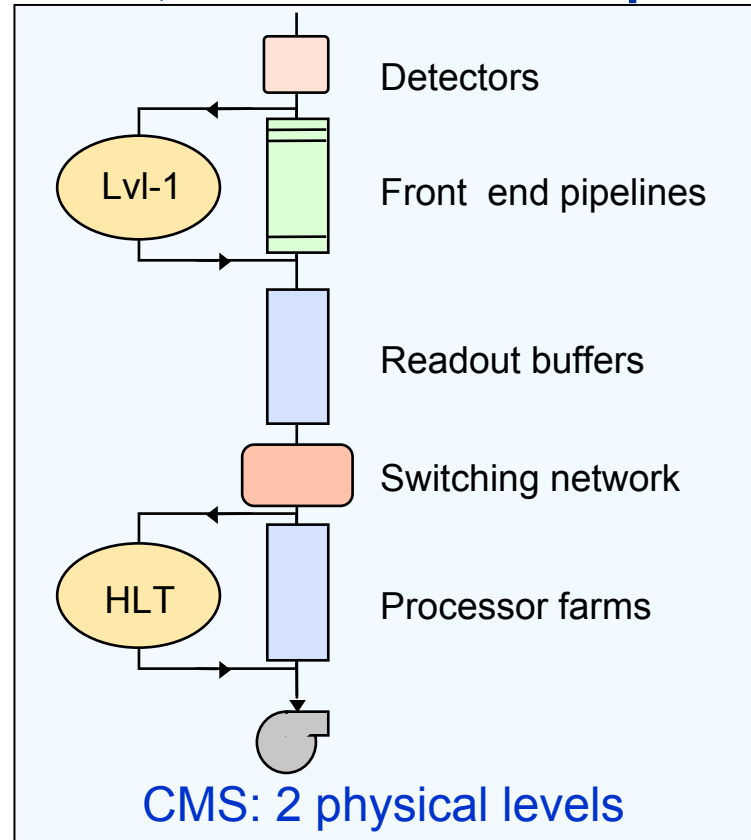 Detectors
Lvl-1
Front end pipelines
Readout buffers
Switching network
HLT
Processor farms
CMS: 2 physical levels